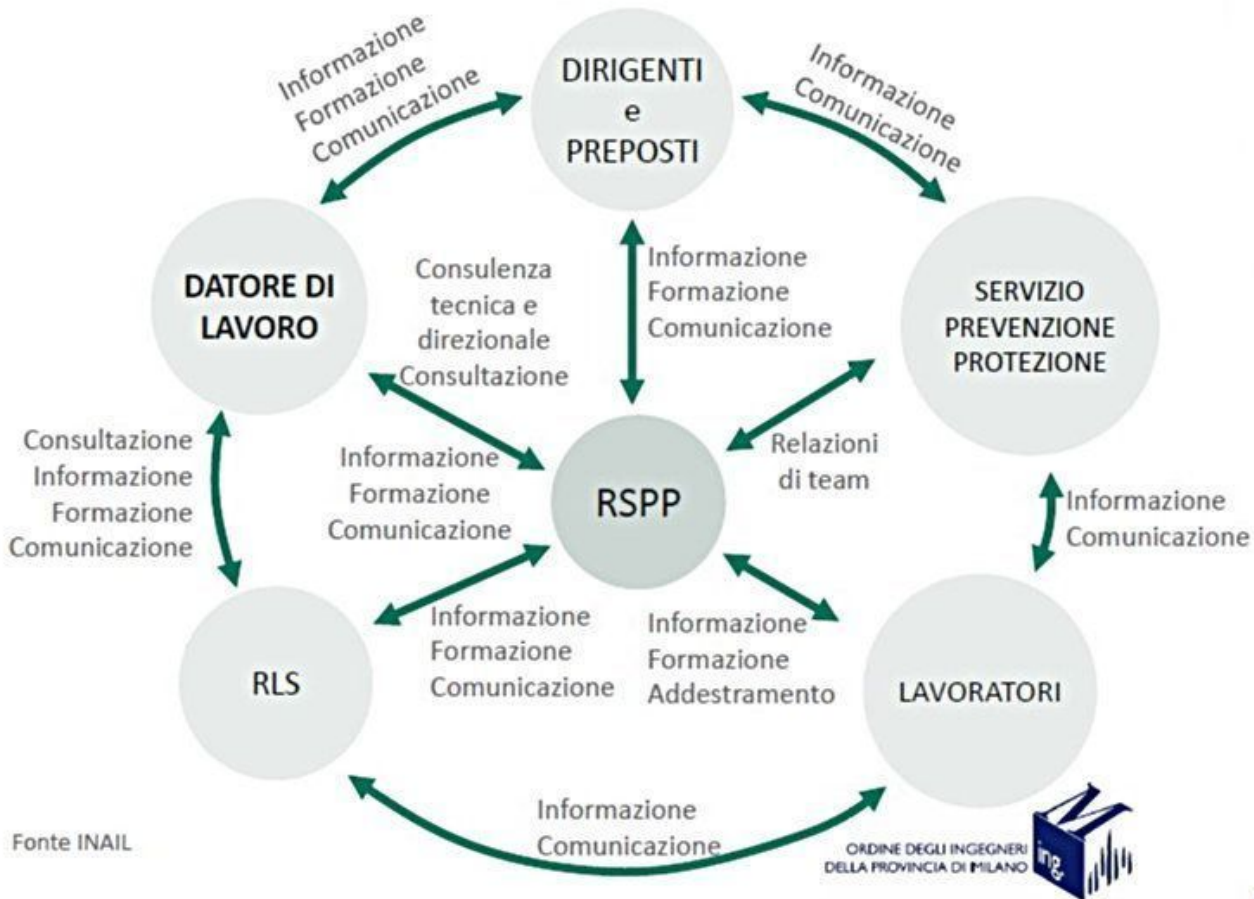 Informazione
Formazione
Comunicazione
DIRIGENTI
e
PREPOSTI
Informazione
Comunicazione
DATORE DI
LAVORO
Consulenza
tecnica e
direzionale
Consultazione
Informazione
Formazione
Comunicazione
SERVIZIO
PREVENZIONE
PROTEZIONE
Consultazione
Informazione
Formazione
Comunicazione
Informazione
Formazione
Comunicazione
RSPP
Relazioni
di team
Informazione
Comunicazione
RLS
Informazione
Formazione
Comunicazione
Informazione
Formazione
Addestramento
LAVORATORI
Informazione
Comunicazione
Fonte INAIL
ORDINE DEGLI INGEGNERI
DELLA PROVINCIA DI MILANO
ing